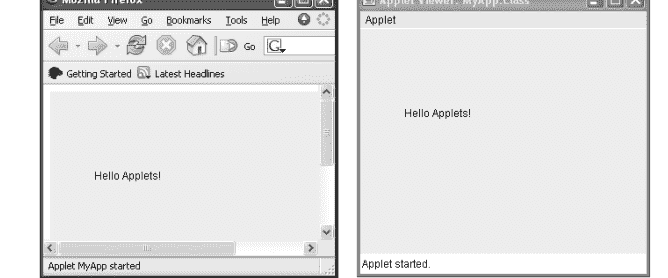 Mozilla Firefox
File Edit View Go Bookmarks Tools Help
Go G
Getting Started Latest Headlines
Hello Applets!
Applet MyApp started
Applet Viewer: MyApp.class
Applet
Hello Applets!
Applet started.